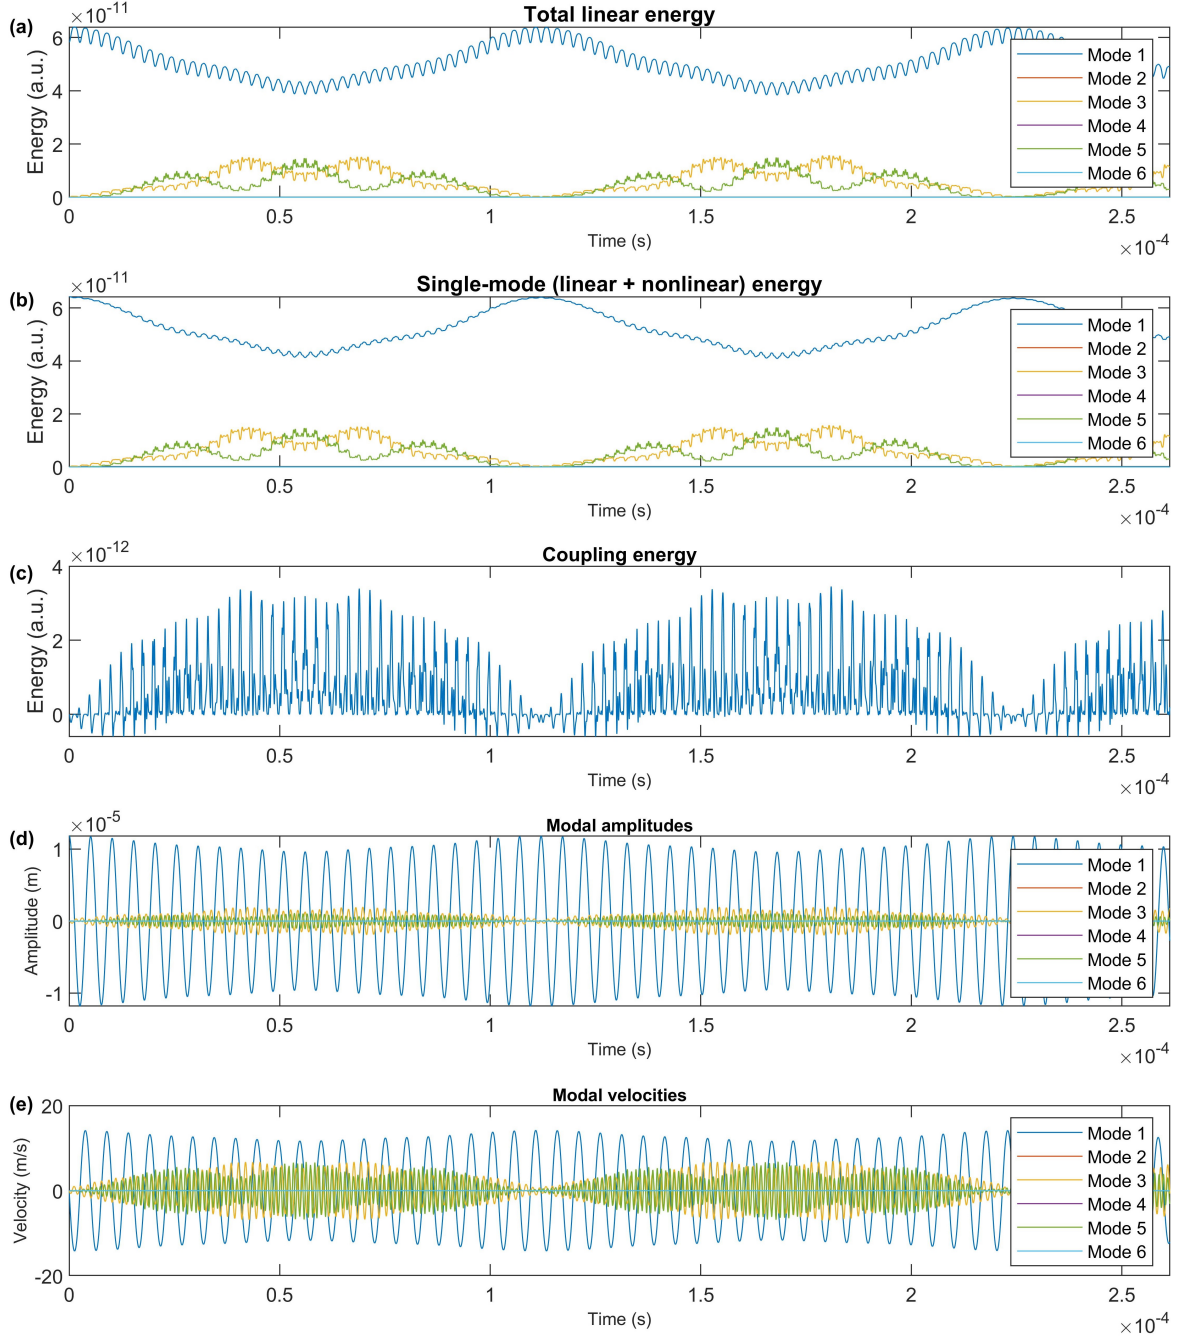 (a)
×10-11
Total linear energy
Energy (a.u.)
6
4
2
0
0 0.5 1 1.5 2 2.5
Time (s)
×10-4
Mode 1
Mode 2
Mode 3
Mode 4
Mode 5
Mode 6
(b)
×10-11
Single-mode (linear + nonlinear) energy
Energy (a.u.)
6
4
2
0
0 0.5 1 1.5 2 2.5
Time (s)
×10-4
Mode 1
Mode 2
Mode 3
Mode 4
Mode 5
Mode 6
(c)
×10-12
Coupling energy
Energy (a.u.)
4
2
0
0 0.5 1 1.5 2 2.5
Time (s)
×10-4
(d)
×10-5
Modal amplitudes
Amplitude (m)
1
0
-1
0 0.5 1 1.5 2 2.5
Time (s)
×10-4
Mode 1
Mode 2
Mode 3
Mode 4
Mode 5
Mode 6
(e)
Modal velocities
Velocity (m/s)
20
0
-20
0 0.5 1 1.5 2 2.5
Time (s)
×10-4
Mode 1
Mode 2
Mode 3
Mode 4
Mode 5
Mode 6